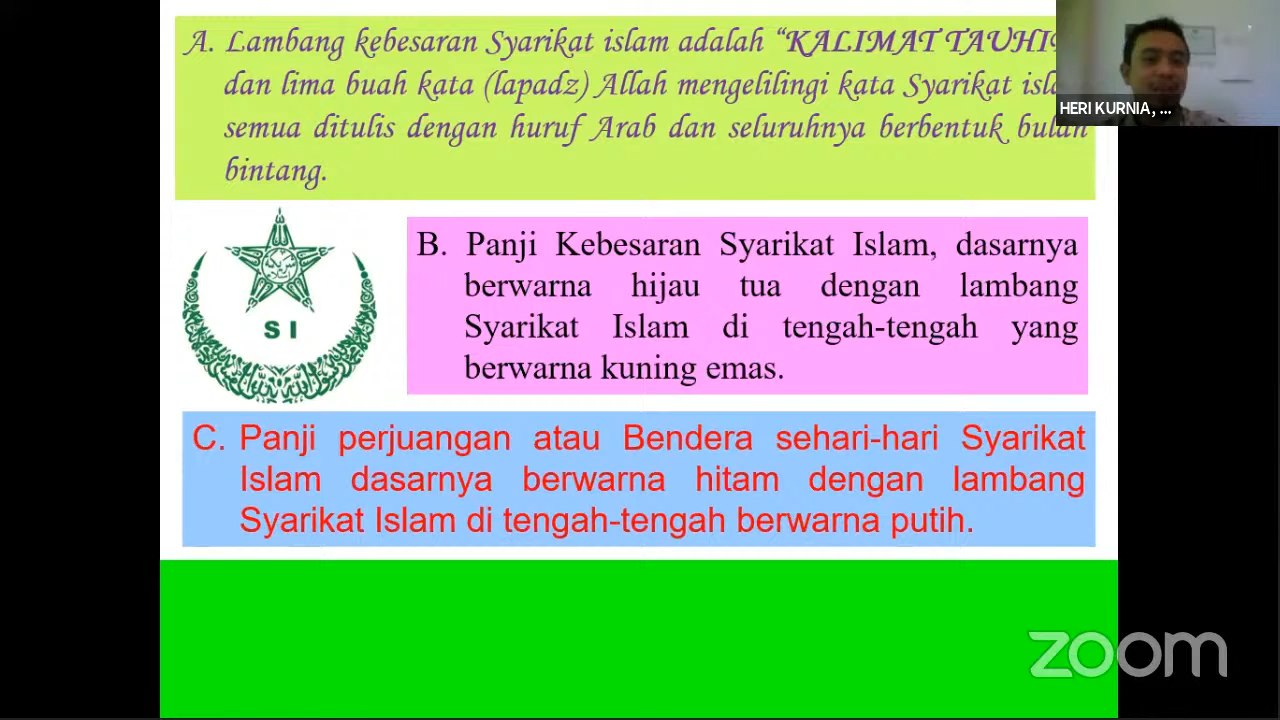 A. Lambang kebesaran Syarikat islam adalah “KALIMAT TAUHI
dan lima buah kata (lapadz) Allah mengelilingi kata Syarikat isla
semua ditulis dengan huruf Arab dan seluruhnya berbentuk bulan
bintang.
HERI KURNIA, ...
S I
B. Panji Kebesaran Syarikat Islam, dasarnya
berwarna hijau tua dengan lambang
Syarikat Islam di tengah-tengah yang
berwarna kuning emas.
C. Panji perjuangan atau Bendera sehari-hari Syarikat
Islam dasarnya berwarna hitam dengan lambang
Syarikat Islam di tengah-tengah berwarna putih.
zoom